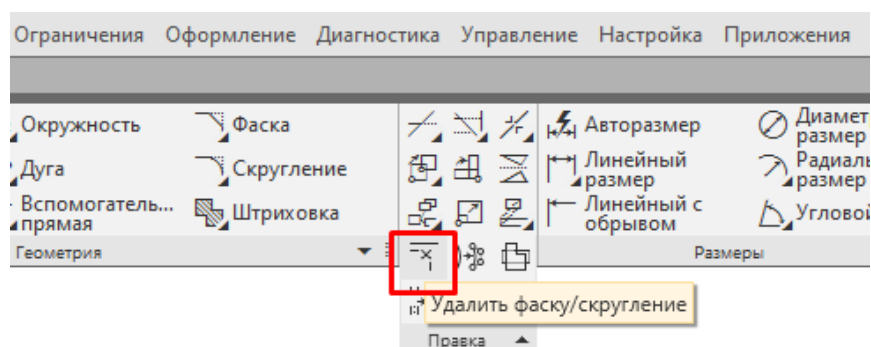 Ограничения Оформление Диагностика Управление Настройка Приложения
Окружность Фаска Авторазмер Диамет
размер
Дуга Скругление Линейный
размер Радиаль
размер
Вспомогатель...
прямая Штриховка Линейный с
обрывом Углово
Геометрия Размеры
Удалить фаску/скругление
Правка